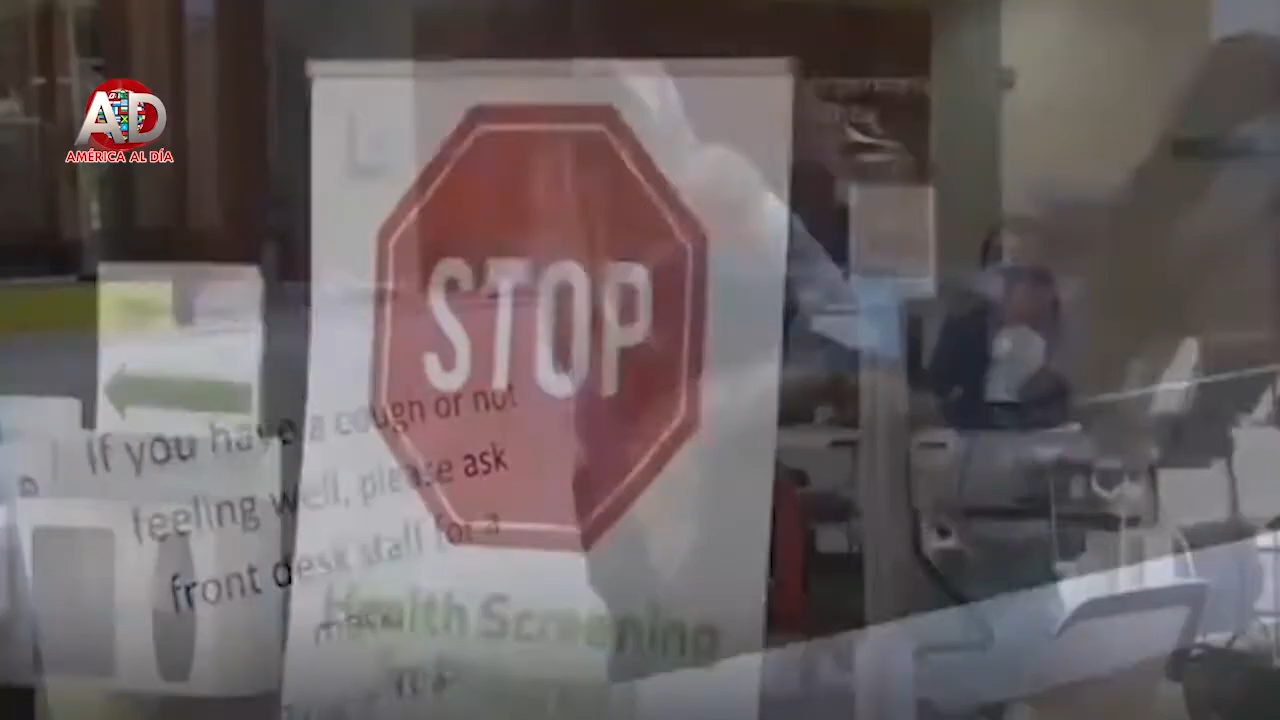 AD
AMÉRICA AL DÍA
STOP
If you have a cough or not
feeling well, please ask
front desk staff for a
mask
Health Screening